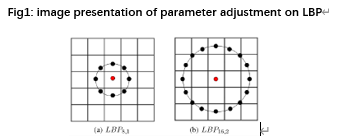 Fig1: image presentation of parameter adjustment on LBP
(a) LBP8,1 (b) LBP16,2